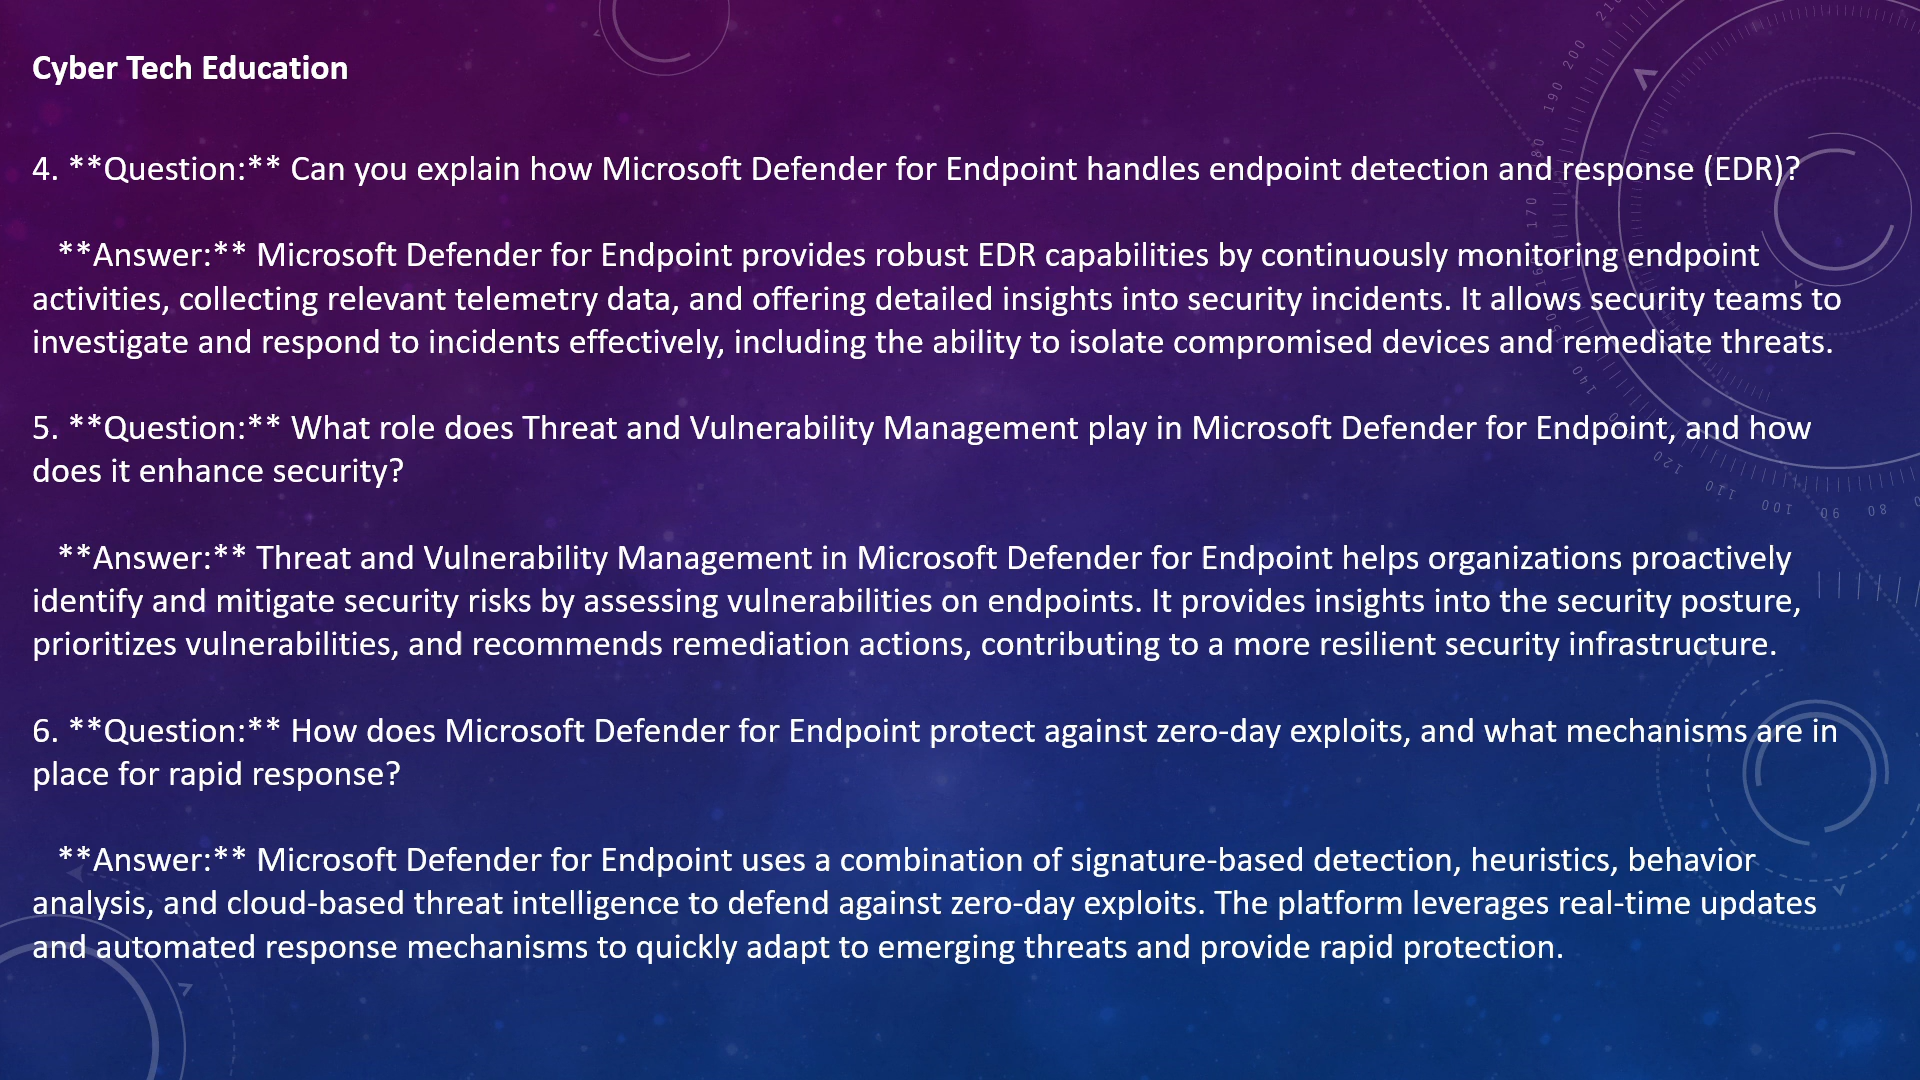 Cyber Tech Education
4. **Question:** Can you explain how Microsoft Defender for Endpoint handles endpoint detection and response (EDR)?
**Answer:** Microsoft Defender for Endpoint provides robust EDR capabilities by continuously monitoring endpoint
activities, collecting relevant telemetry data, and offering detailed insights into security incidents. It allows security teams to
investigate and respond to incidents effectively, including the ability to isolate compromised devices and remediate threats.
5. **Question:** What role does Threat and Vulnerability Management play in Microsoft Defender for Endpoint, and how
does it enhance security?
**Answer:** Threat and Vulnerability Management in Microsoft Defender for Endpoint helps organizations proactively
identify and mitigate security risks by assessing vulnerabilities on endpoints. It provides insights into the security posture,
prioritizes vulnerabilities, and recommends remediation actions, contributing to a more resilient security infrastructure.
6. **Question:** How does Microsoft Defender for Endpoint protect against zero-day exploits, and what mechanisms are in
place for rapid response?
**Answer:** Microsoft Defender for Endpoint uses a combination of signature-based detection, heuristics, behavior
analysis, and cloud-based threat intelligence to defend against zero-day exploits. The platform leverages real-time updates
and automated response mechanisms to quickly adapt to emerging threats and provide rapid protection.
200
190
170
140
120
110
100
90
80